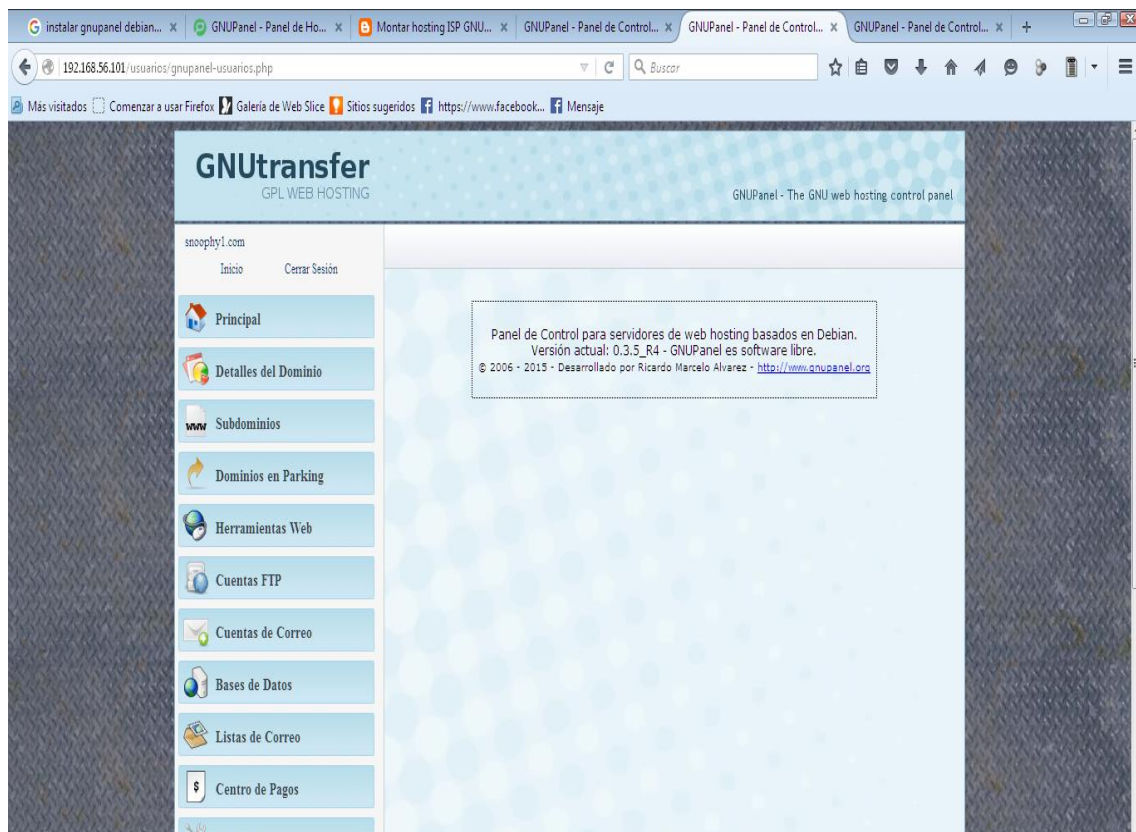 instalar gnupanel debian... x GNUPanel - Panel de Ho... x Montar hosting ISP GNU... x GNUPanel - Panel de Control... x GNUPanel - Panel de Control... x GNUPanel - Panel de Control... x +
192.168.56.101/usuarios/gnupanel-usuarios.php Buscar
Más visitados Comenzar a usar Firefox Galería de Web Slice Sitios sugeridos https://www.facebook... Mensaje
GNUtransfer
GPL WEB HOSTING
GNUPanel - The GNU web hosting control panel
snoophy1.com
Inicio Cerrar Sesión
Principal
Detalles del Dominio
www Subdominios
Dominios en Parking
Herramientas Web
Cuentas FTP
Cuentas de Correo
Bases de Datos
Listas de Correo
$ Centro de Pagos
Panel de Control para servidores de web hosting basados en Debian.
Versión actual: 0.3.5_R4 - GNUPanel es software libre.
© 2006 - 2015 - Desarrollado por Ricardo Marcelo Alvarez - http://www.gnupanel.org